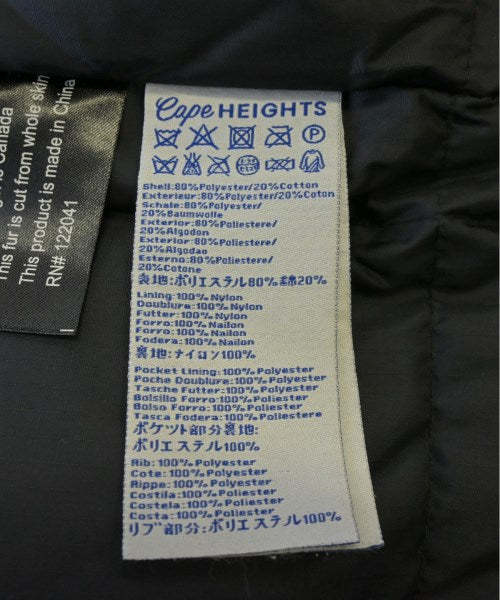 Canada
This fur is cut from whole skin
This product is made in China
RN# 122041
Cape HEIGHTS
P
Shell:80%Polyester/20%Cotton
Exterieur:80%Polyester/20%Coton
Schale:80%Polyester/
20%Baumwolle
Exterior:80%Poliestere/
20%Algodon
Exterior:80%Poliester/
20%Algodao
Esterno:80%Poliestere/
20%Cotone
表地:ポリエステル80%綿20%
Lining:100%Nylon
Doublure:100%Nylon
Futter:100%Nylon
Forro:100%Nailon
Forro:100%Nailon
Fodera:100%Nailon
裏地:ナイロン100%
Pocket Lining:100%Polyester
Poche Doublure:100%Polyester
Tasche Futter:100%Polyester
Bolsillo Forro:100%Poliester
Bolso Forro:100%Poliester
Tasca Fodera:100%Poliestere
ポケツト部分裏地:
ポリエステル100%
Rib:100%Polyester
Cote:100%Polyester
Rippe:100%Polyester
Costila:100%Poliester
Costela:100%Poliester
Costa:100%Poliester
リブ部分:ポリエステル100%